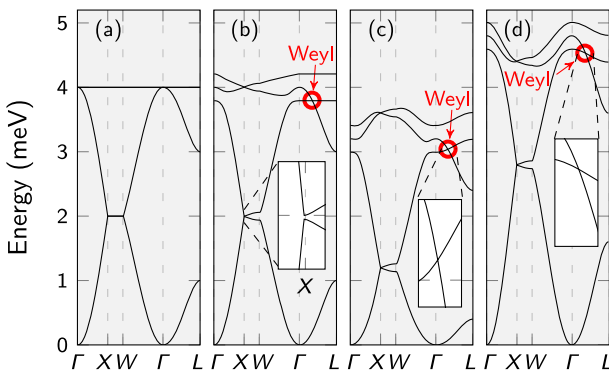 (a) (b) (c) (d)
5
4
3
2
1
0
Energy (meV)
Weyl
Weyl
Weyl
X
Γ X W Γ L Γ X W Γ L Γ X W Γ L Γ X W Γ L